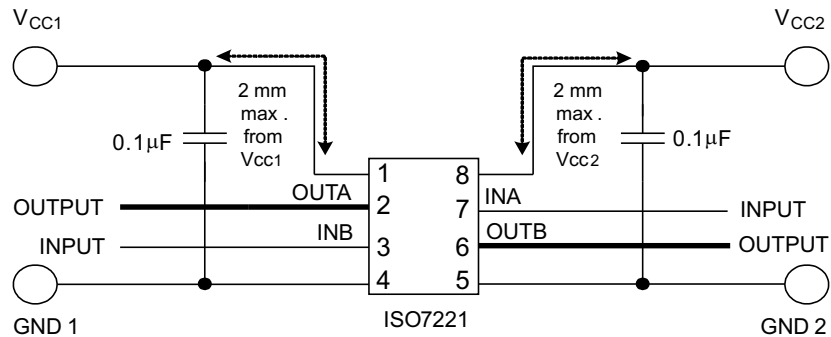 VCC1
VCC2
2 mm
max .
from
VCC1
2 mm
max .
from
VCC2
0.1μF
0.1μF
1
8
OUTPUT
OUTA
2
7
INA
INPUT
INPUT
INB
3
6
OUTB
OUTPUT
4
5
GND 1
ISO7221
GND 2